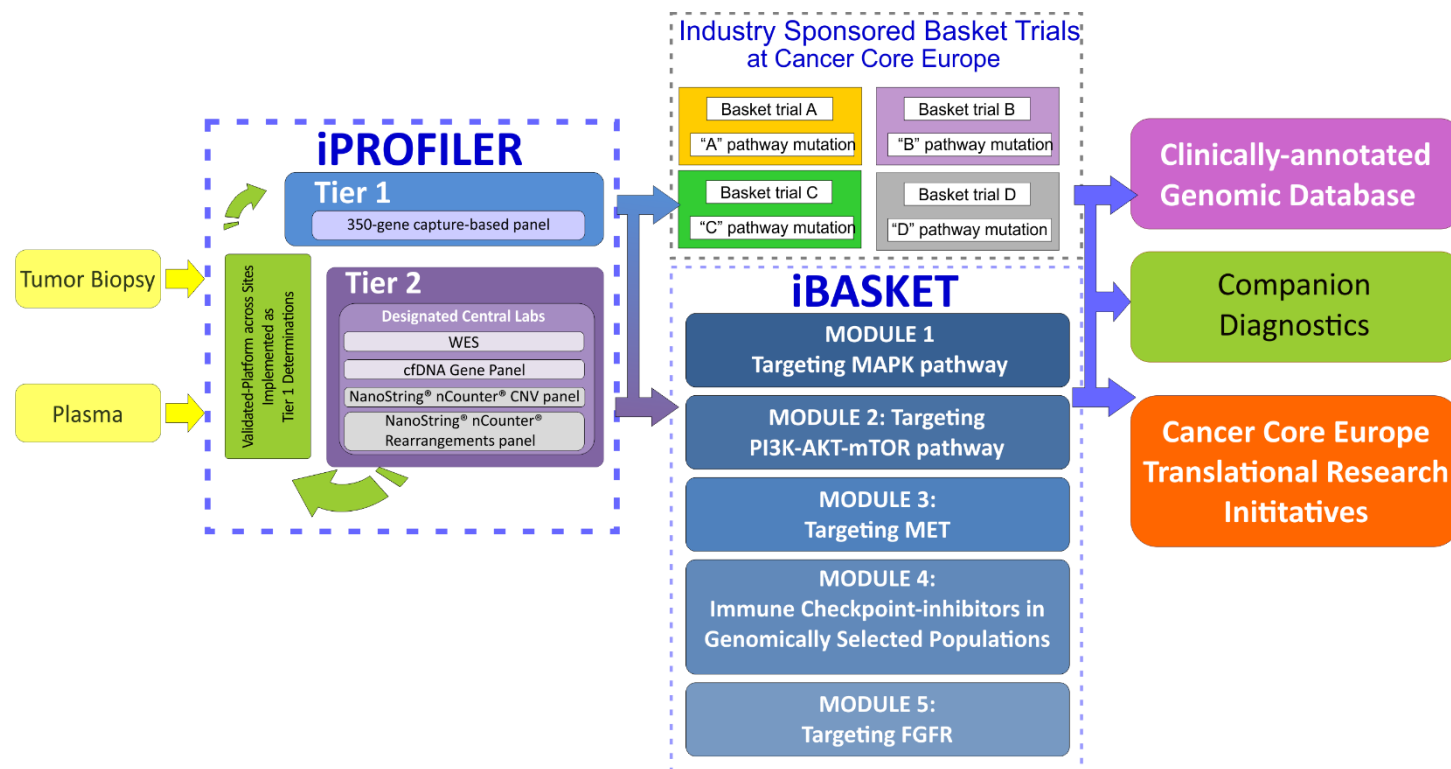 Tumor Biopsy
Plasma
iPROFILER
Tier 1
350-gene capture-based panel
Validated-Platform across Sites
Implemented as
Tier 1 Determinations
Tier 2
Designated Central Labs
WES
cfDNA Gene Panel
NanoString® nCounter® CNV panel
NanoString® nCounter®
Rearrangements panel
Industry Sponsored Basket Trials
at Cancer Core Europe
Basket trial A
"A" pathway mutation
Basket trial B
"B" pathway mutation
Basket trial C
"C" pathway mutation
Basket trial D
"D" pathway mutation
iBASKET
MODULE 1
Targeting MAPK pathway
MODULE 2: Targeting
PI3K-AKT-mTOR pathway
MODULE 3:
Targeting MET
MODULE 4:
Immune Checkpoint-inhibitors in
Genomically Selected Populations
MODULE 5:
Targeting FGFR
Clinically-annotated
Genomic Database
Companion
Diagnostics
Cancer Core Europe
Translational Research
Inititatives